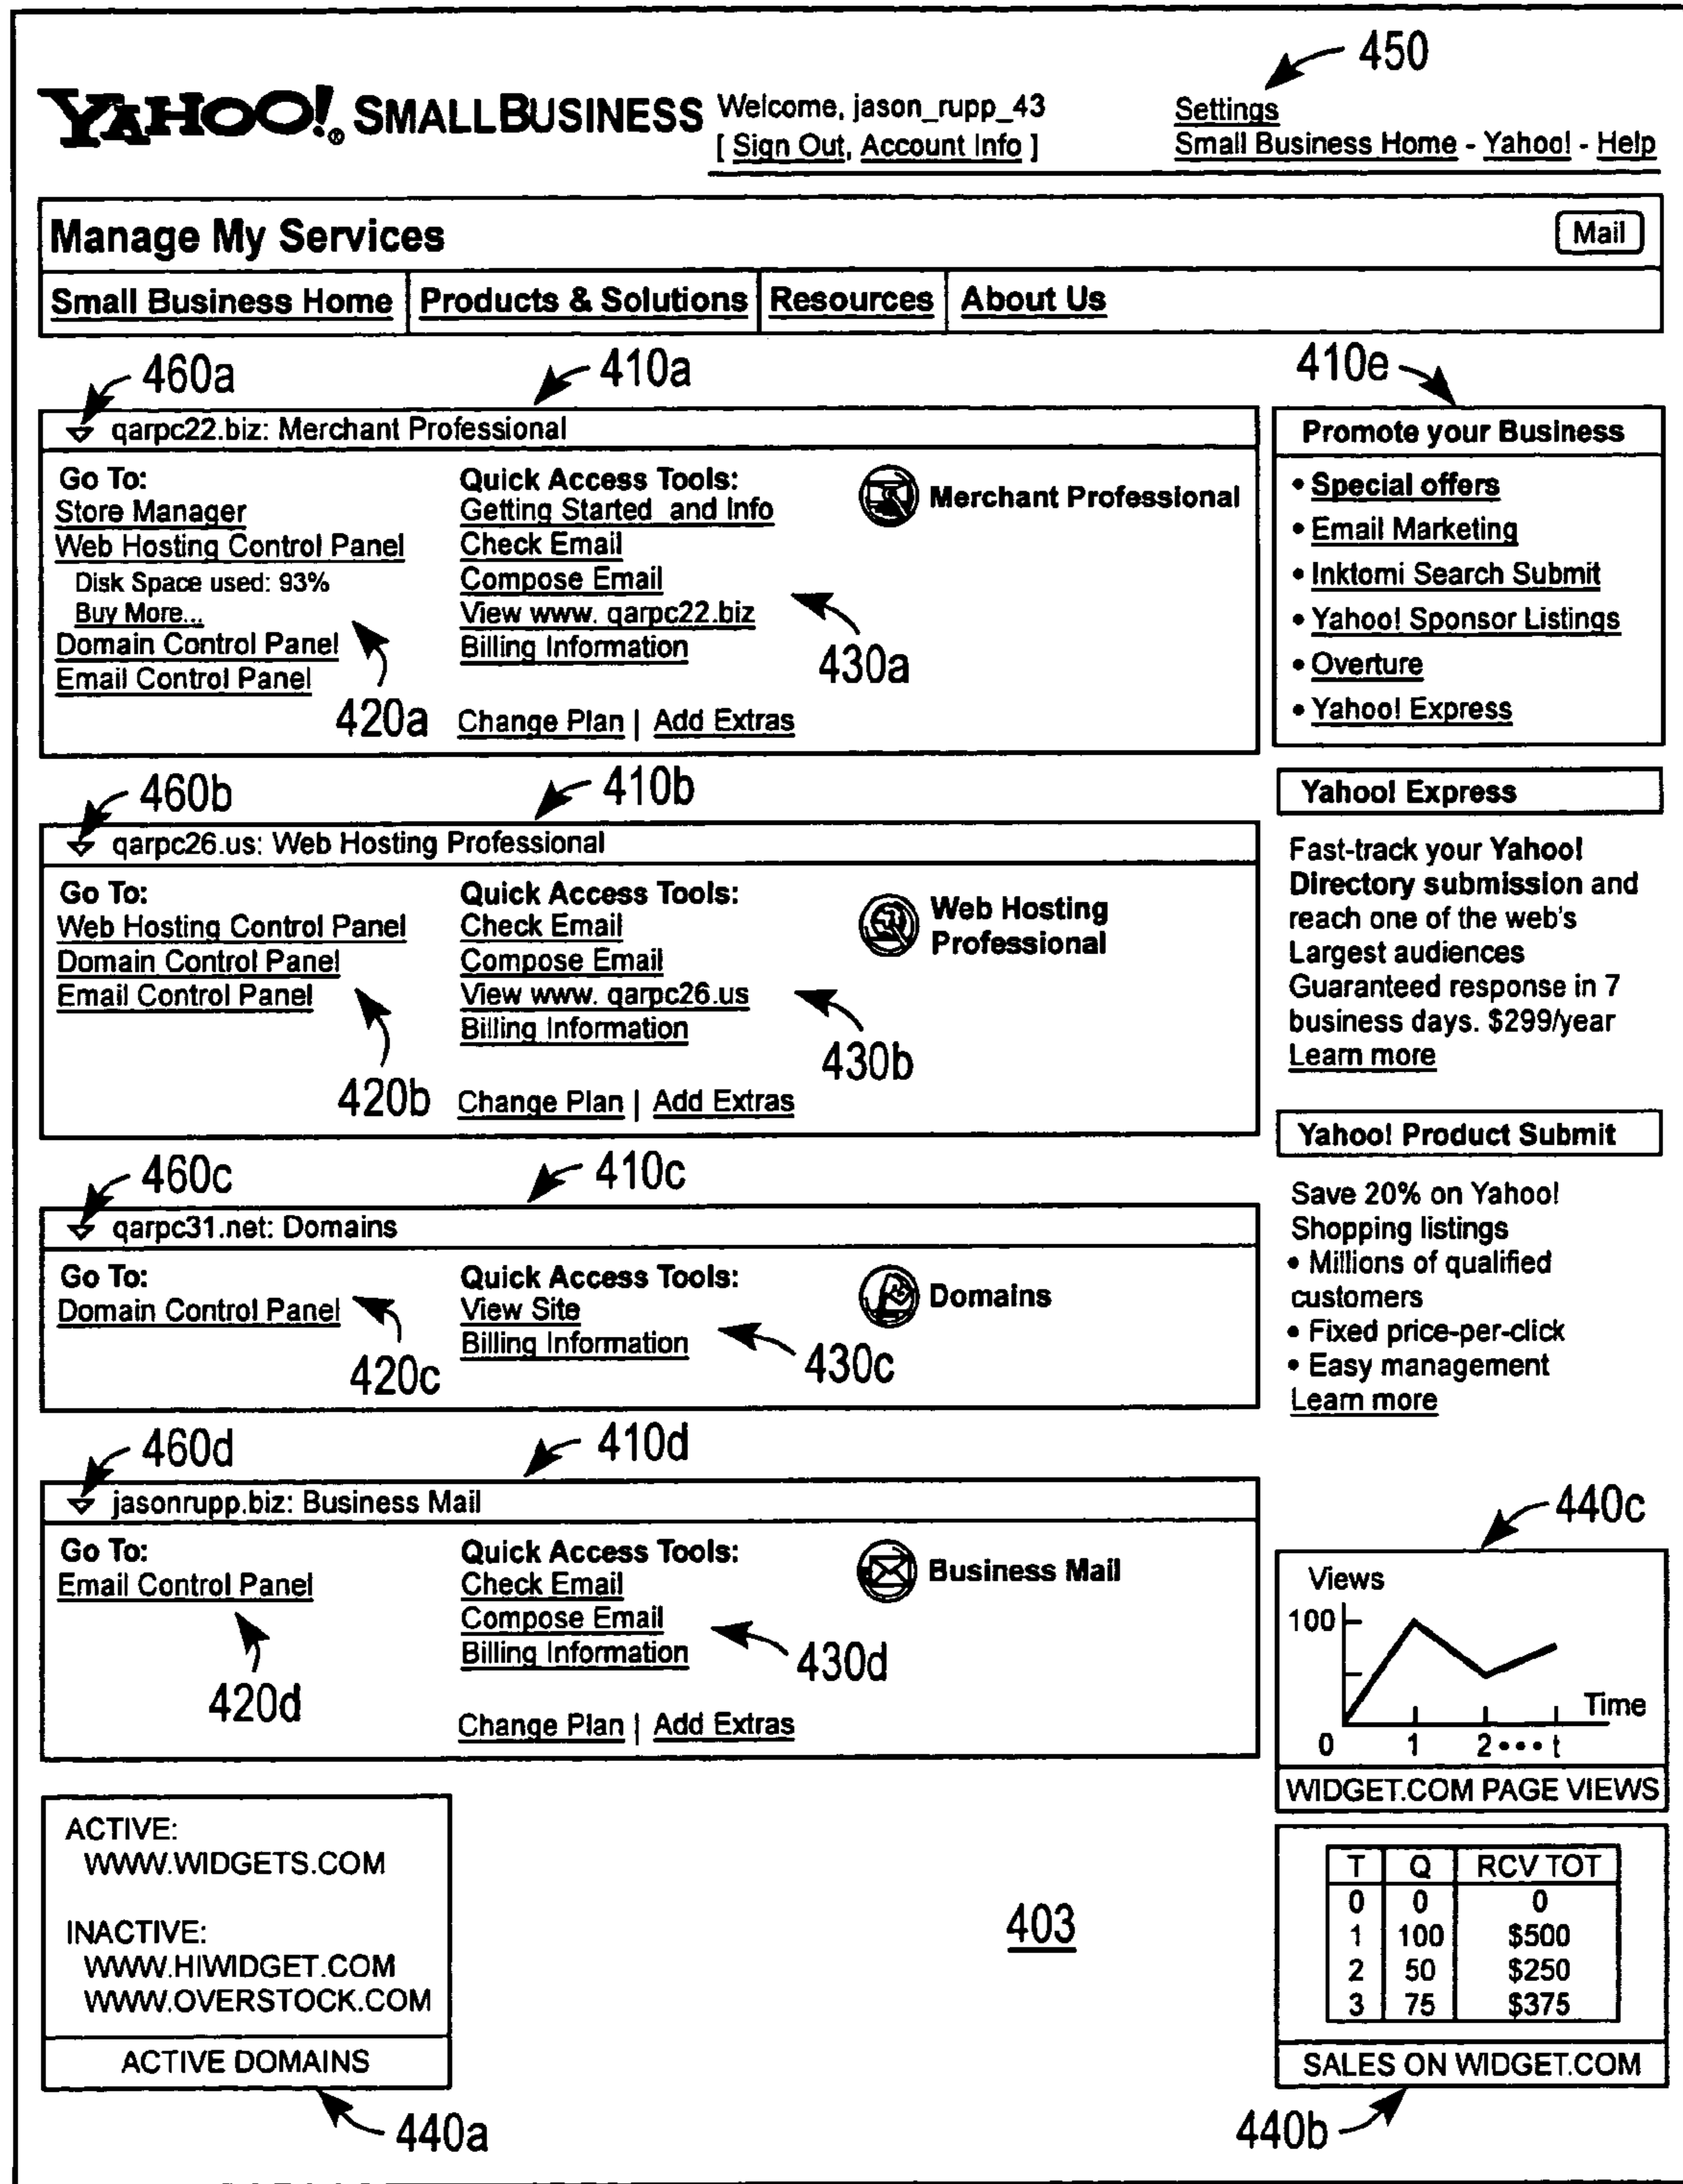 450
YAHOO!® SMALLBUSINESS
Welcome, jason_rupp_43
[ Sign Out, Account Info ]
Settings
Small Business Home - Yahoo! - Help
Manage My Services
Mail
Small Business Home
Products & Solutions
Resources
About Us
460a
410a
qarpc22.biz: Merchant Professional
Go To:
Store Manager
Web Hosting Control Panel
Disk Space used: 93%
Buy More...
Domain Control Panel
Email Control Panel
420a
Quick Access Tools:
Getting Started and Info
Check Email
Compose Email
View www. qarpc22.biz
Billing Information
430a
Change Plan | Add Extras
Merchant Professional
460b
410b
qarpc26.us: Web Hosting Professional
Go To:
Web Hosting Control Panel
Domain Control Panel
Email Control Panel
420b
Quick Access Tools:
Check Email
Compose Email
View www. qarpc26.us
Billing Information
430b
Change Plan | Add Extras
Web Hosting
Professional
460c
410c
qarpc31.net: Domains
Go To:
Domain Control Panel
420c
Quick Access Tools:
View Site
Billing Information
430c
Domains
460d
410d
jasonrupp.biz: Business Mail
Go To:
Email Control Panel
420d
Quick Access Tools:
Check Email
Compose Email
Billing Information
430d
Change Plan | Add Extras
Business Mail
410e
Promote your Business
• Special offers
• Email Marketing
• Inktomi Search Submit
• Yahoo! Sponsor Listings
• Overture
• Yahoo! Express
Yahoo! Express
Fast-track your Yahoo!
Directory submission and
reach one of the web's
Largest audiences
Guaranteed response in 7
business days. $299/year
Learn more
Yahoo! Product Submit
Save 20% on Yahoo!
Shopping listings
• Millions of qualified
customers
• Fixed price-per-click
• Easy management
Learn more
440c
Views
100
Time
0 1 2 ••• t
WIDGET.COM PAGE VIEWS
ACTIVE:
WWW.WIDGETS.COM
INACTIVE:
WWW.HIWIDGET.COM
WWW.OVERSTOCK.COM
ACTIVE DOMAINS
440a
403
T Q RCV TOT
0 0 0
1 100 $500
2 50 $250
3 75 $375
SALES ON WIDGET.COM
440b